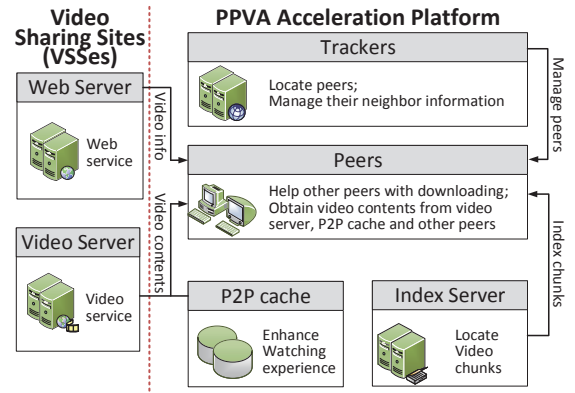 Video
Sharing Sites
(VSSes)
PPVA Acceleration Platform
Web Server
Web
service
Video Server
Video
service
Video info
Video contents
Trackers
Locate peers;
Manage their neighbor information
Manage peers
Peers
Help other peers with downloading;
Obtain video contents from video
server, P2P cache and other peers
Index chunks
P2P cache
Enhance
Watching
experience
Index Server
Locate
Video
chunks